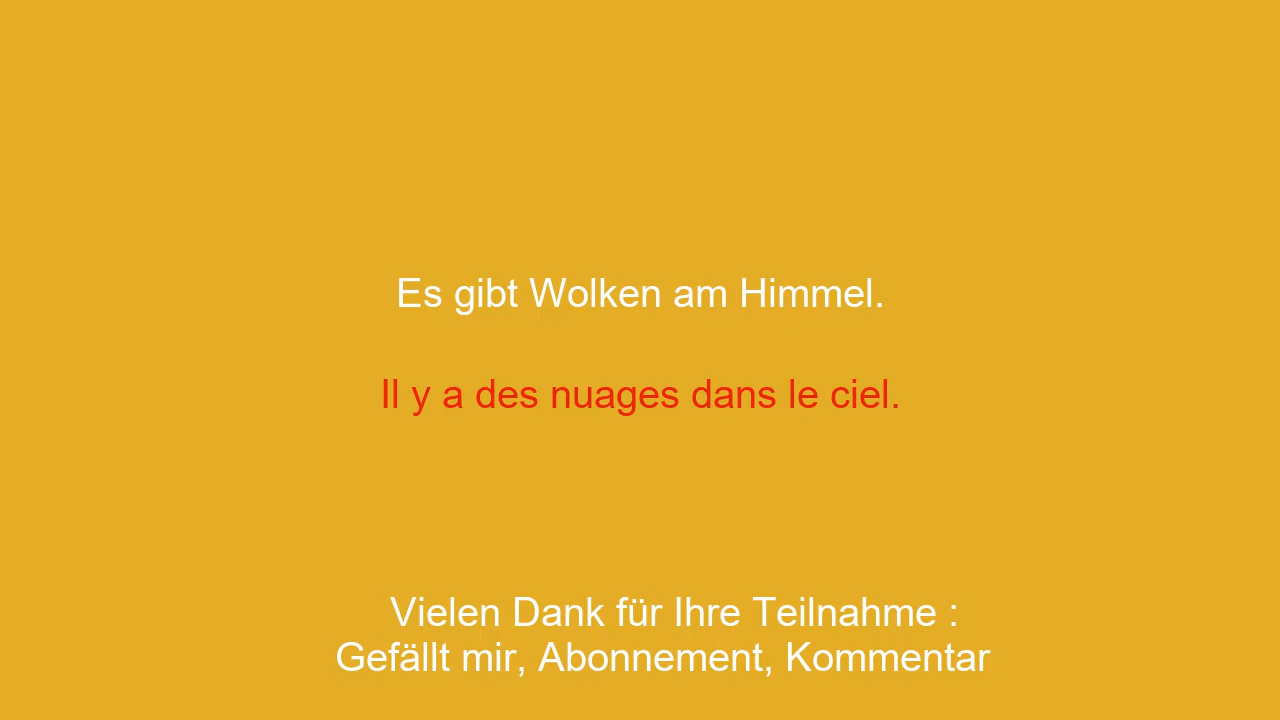 Es gibt Wolken am Himmel.
Il y a des nuages dans le ciel.
Vielen Dank für Ihre Teilnahme :
Gefällt mir, Abonnement, Kommentar